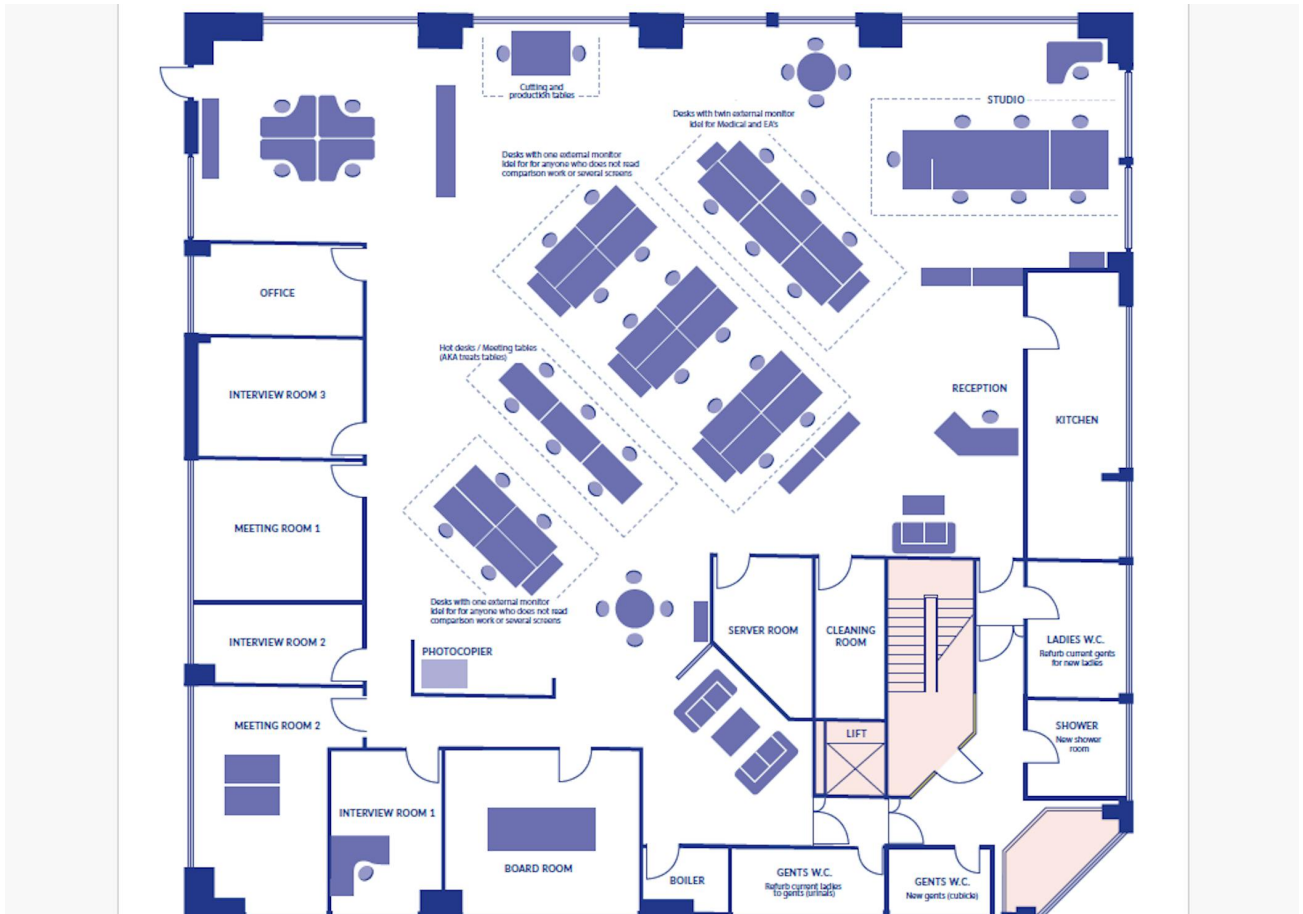 Cutting and
production tables
STUDIO
Desks with twin external monitor
Idel for Medical and EA's
Desks with one external monitor
Idel for for anyone who does not read
comparison work or several screens
OFFICE
Hot desks / Meeting tables
(AKA treats tables)
INTERVIEW ROOM 3
RECEPTION
KITCHEN
MEETING ROOM 1
Desks with one external monitor
Idel for for anyone who does not read
comparison work or several screens
INTERVIEW ROOM 2
PHOTOCOPIER
SERVER ROOM
CLEANING
ROOM
LADIES W.C.
Refurb current gents
for new ladies
MEETING ROOM 2
LIFT
SHOWER
New shower
room
INTERVIEW ROOM 1
BOARD ROOM
BOILER
GENTS W.C.
Refurb current ladies
to gents (urinals)
GENTS W.C.
New gents (cubicle)